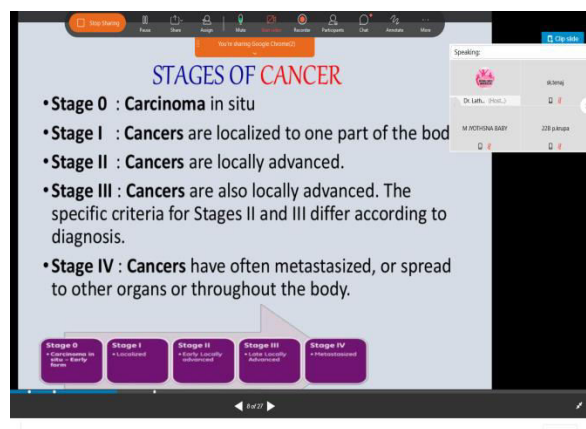 Stop Sharing
Pause
Share
Assign
Mute
Start video
Recorder
Participants
Chat
Annotate
More
You're sharing Google Chrome(2)
Clip slide
Speaking:
Dr. Lath.. (Host..)
M JYOTHSNA BABY
STAGES OF CANCER
•Stage 0 : Carcinoma in situ
•Stage I : Cancers are localized to one part of the bod
•Stage II : Cancers are locally advanced.
•Stage III : Cancers are also locally advanced. The
specific criteria for Stages II and III differ according to
diagnosis.
•Stage IV : Cancers have often metastasized, or spread
to other organs or throughout the body.
Stage 0
• Carcinoma in
situ – Early
form
Stage I
• Localized
Stage II
• Early Locally
advanced
Stage III
• Late Locally
Advanced
Stage IV
• Metastasized
8 of 27